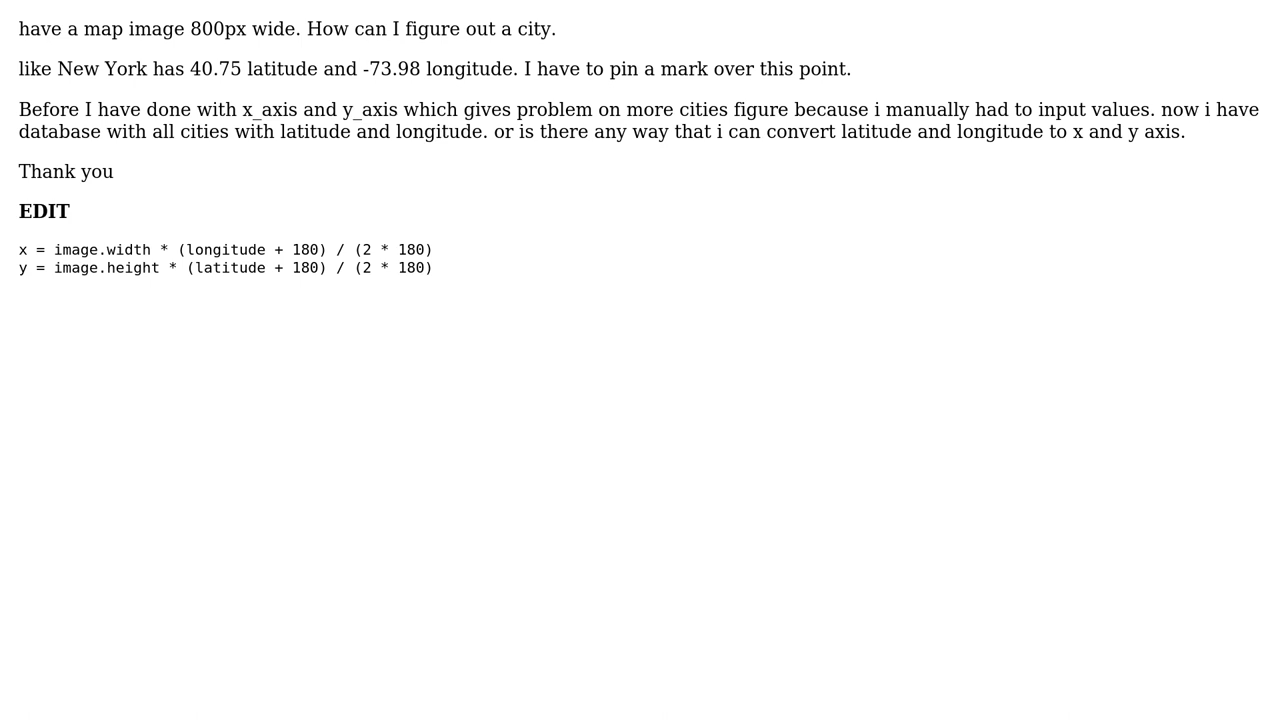 have a map image 800px wide. How can I figure out a city.
like New York has 40.75 latitude and -73.98 longitude. I have to pin a mark over this point.
Before I have done with x_axis and y_axis which gives problem on more cities figure because i manually had to input values. now i have
database with all cities with latitude and longitude. or is there any way that i can convert latitude and longitude to x and y axis.
Thank you
EDIT
x = image.width * (longitude + 180) / (2 * 180)
y = image.height * (latitude + 180) / (2 * 180)